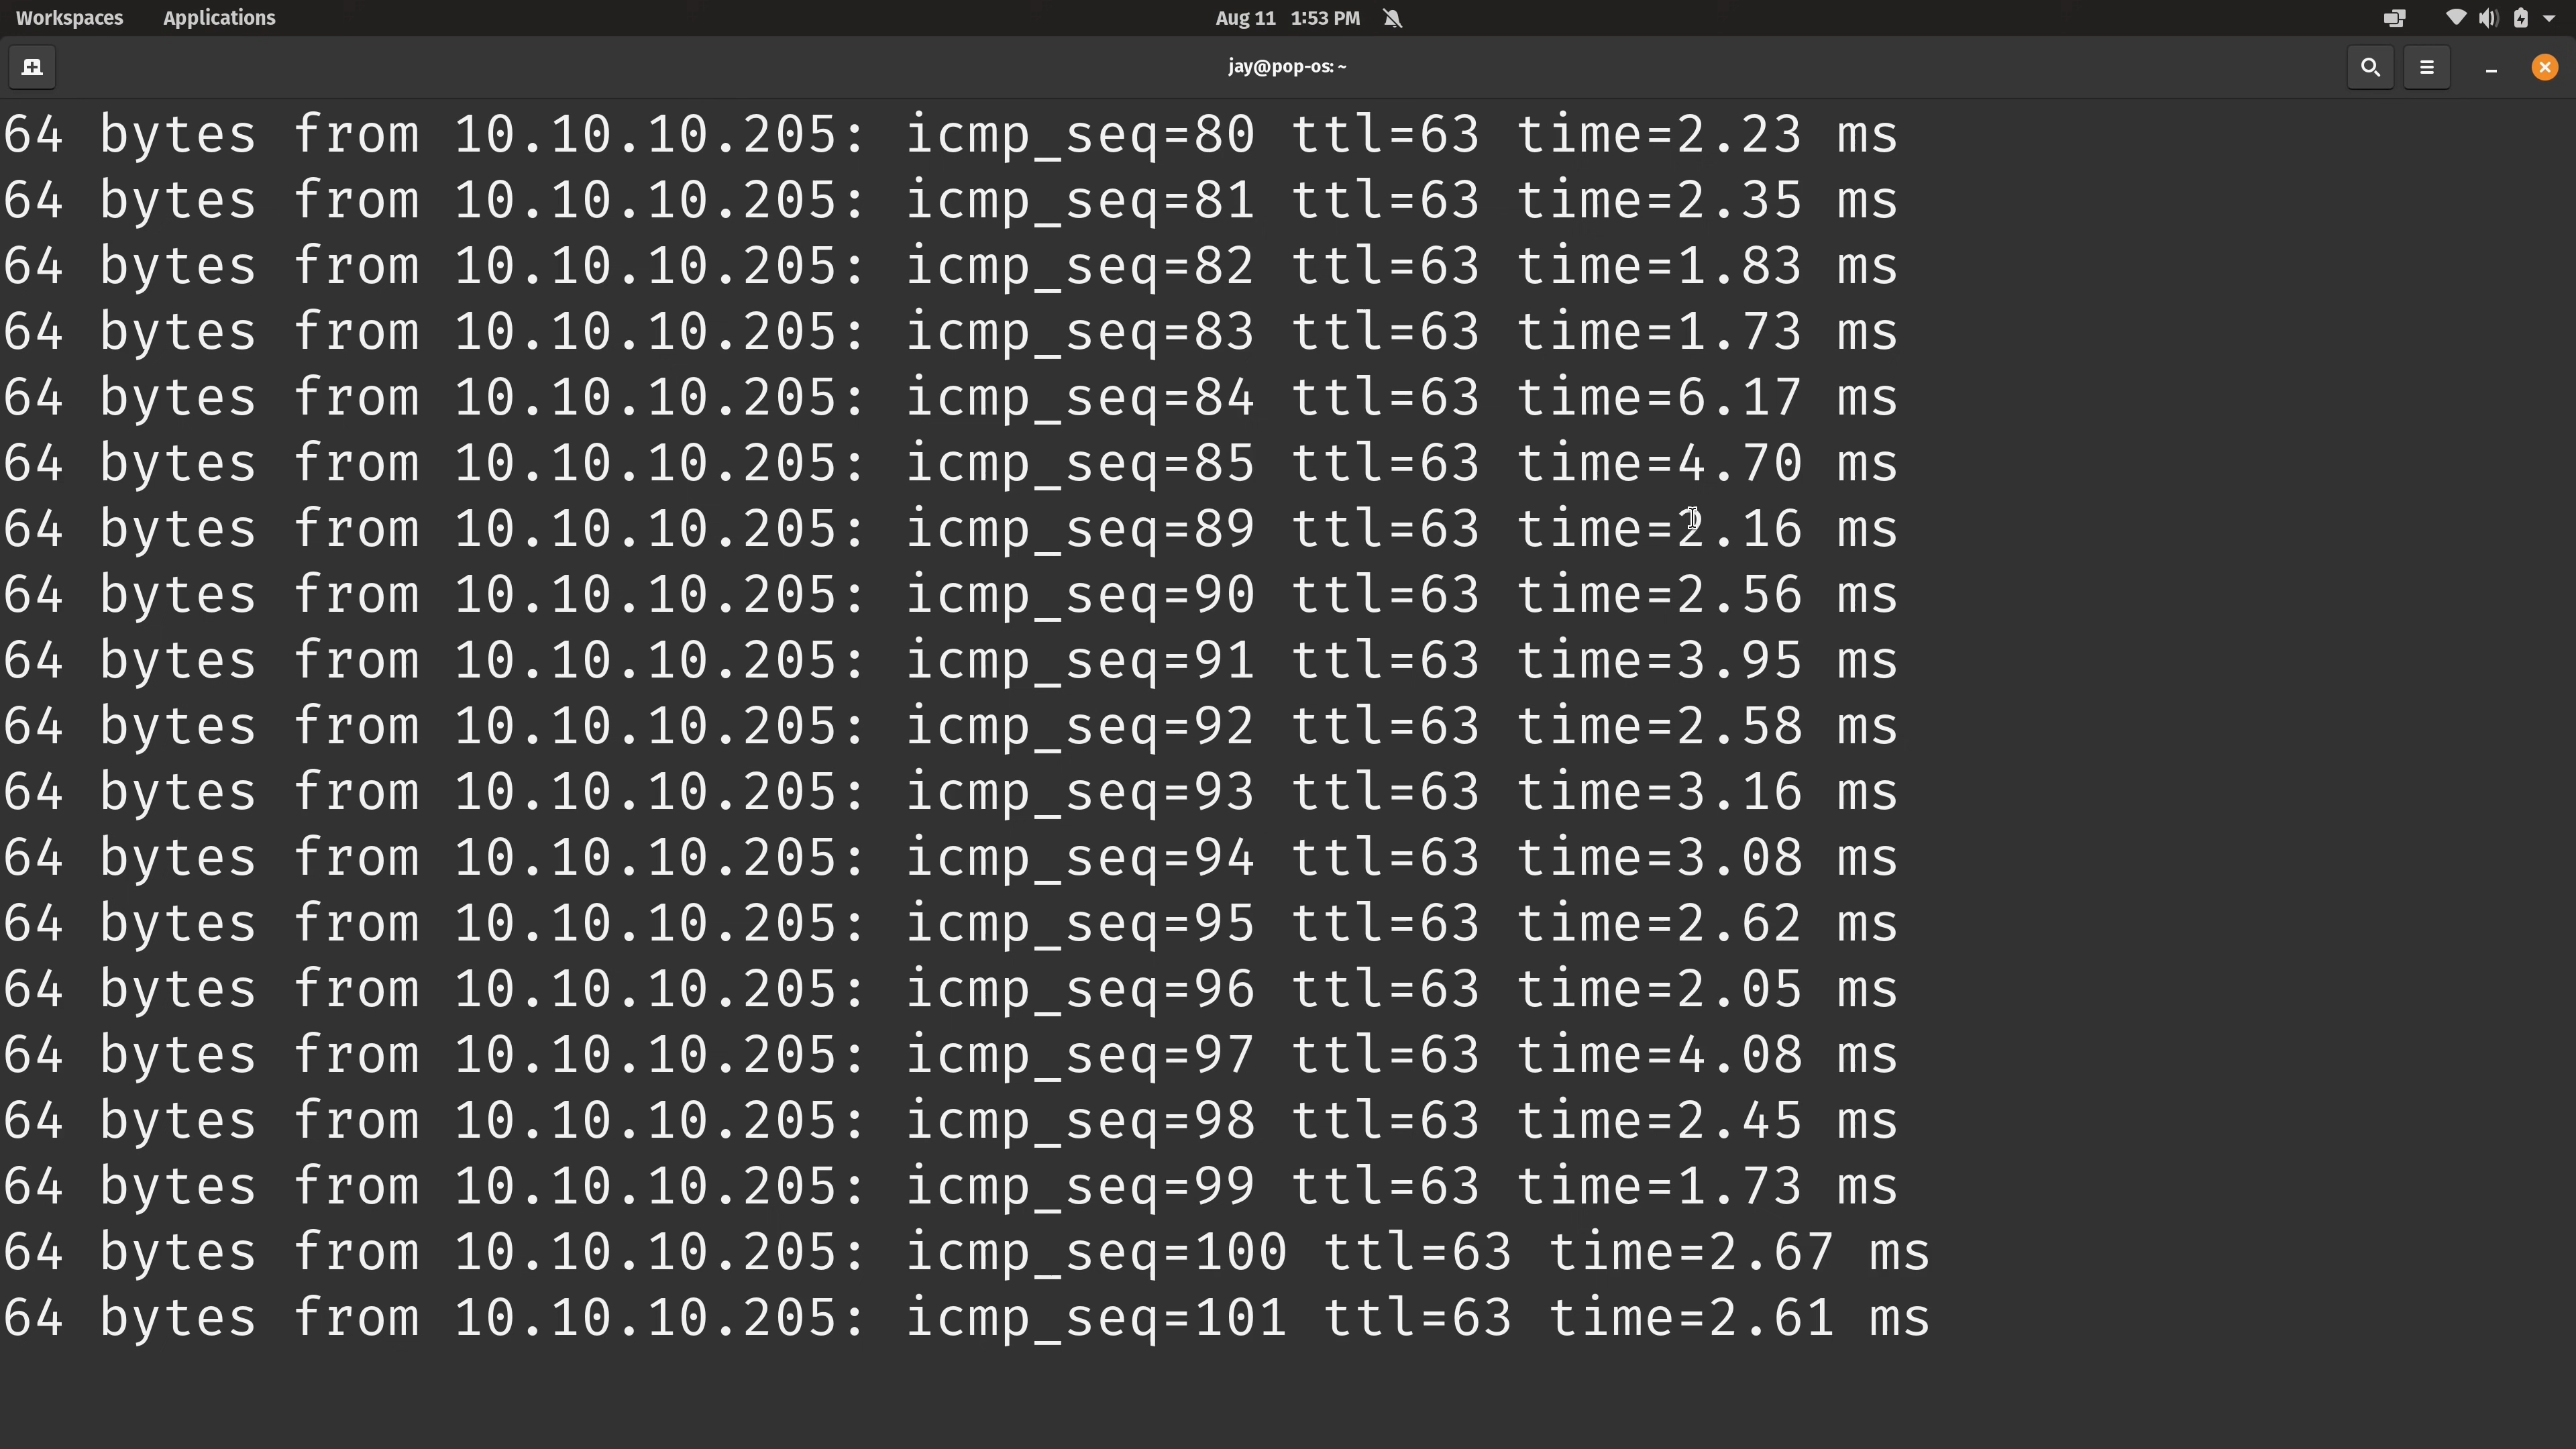 Workspaces Applications Aug 11 1:53 PM
jay@pop-os: ~
64 bytes from 10.10.10.205: icmp_seq=80 ttl=63 time=2.23 ms
64 bytes from 10.10.10.205: icmp_seq=81 ttl=63 time=2.35 ms
64 bytes from 10.10.10.205: icmp_seq=82 ttl=63 time=1.83 ms
64 bytes from 10.10.10.205: icmp_seq=83 ttl=63 time=1.73 ms
64 bytes from 10.10.10.205: icmp_seq=84 ttl=63 time=6.17 ms
64 bytes from 10.10.10.205: icmp_seq=85 ttl=63 time=4.70 ms
64 bytes from 10.10.10.205: icmp_seq=89 ttl=63 time=2.16 ms
64 bytes from 10.10.10.205: icmp_seq=90 ttl=63 time=2.56 ms
64 bytes from 10.10.10.205: icmp_seq=91 ttl=63 time=3.95 ms
64 bytes from 10.10.10.205: icmp_seq=92 ttl=63 time=2.58 ms
64 bytes from 10.10.10.205: icmp_seq=93 ttl=63 time=3.16 ms
64 bytes from 10.10.10.205: icmp_seq=94 ttl=63 time=3.08 ms
64 bytes from 10.10.10.205: icmp_seq=95 ttl=63 time=2.62 ms
64 bytes from 10.10.10.205: icmp_seq=96 ttl=63 time=2.05 ms
64 bytes from 10.10.10.205: icmp_seq=97 ttl=63 time=4.08 ms
64 bytes from 10.10.10.205: icmp_seq=98 ttl=63 time=2.45 ms
64 bytes from 10.10.10.205: icmp_seq=99 ttl=63 time=1.73 ms
64 bytes from 10.10.10.205: icmp_seq=100 ttl=63 time=2.67 ms
64 bytes from 10.10.10.205: icmp_seq=101 ttl=63 time=2.61 ms